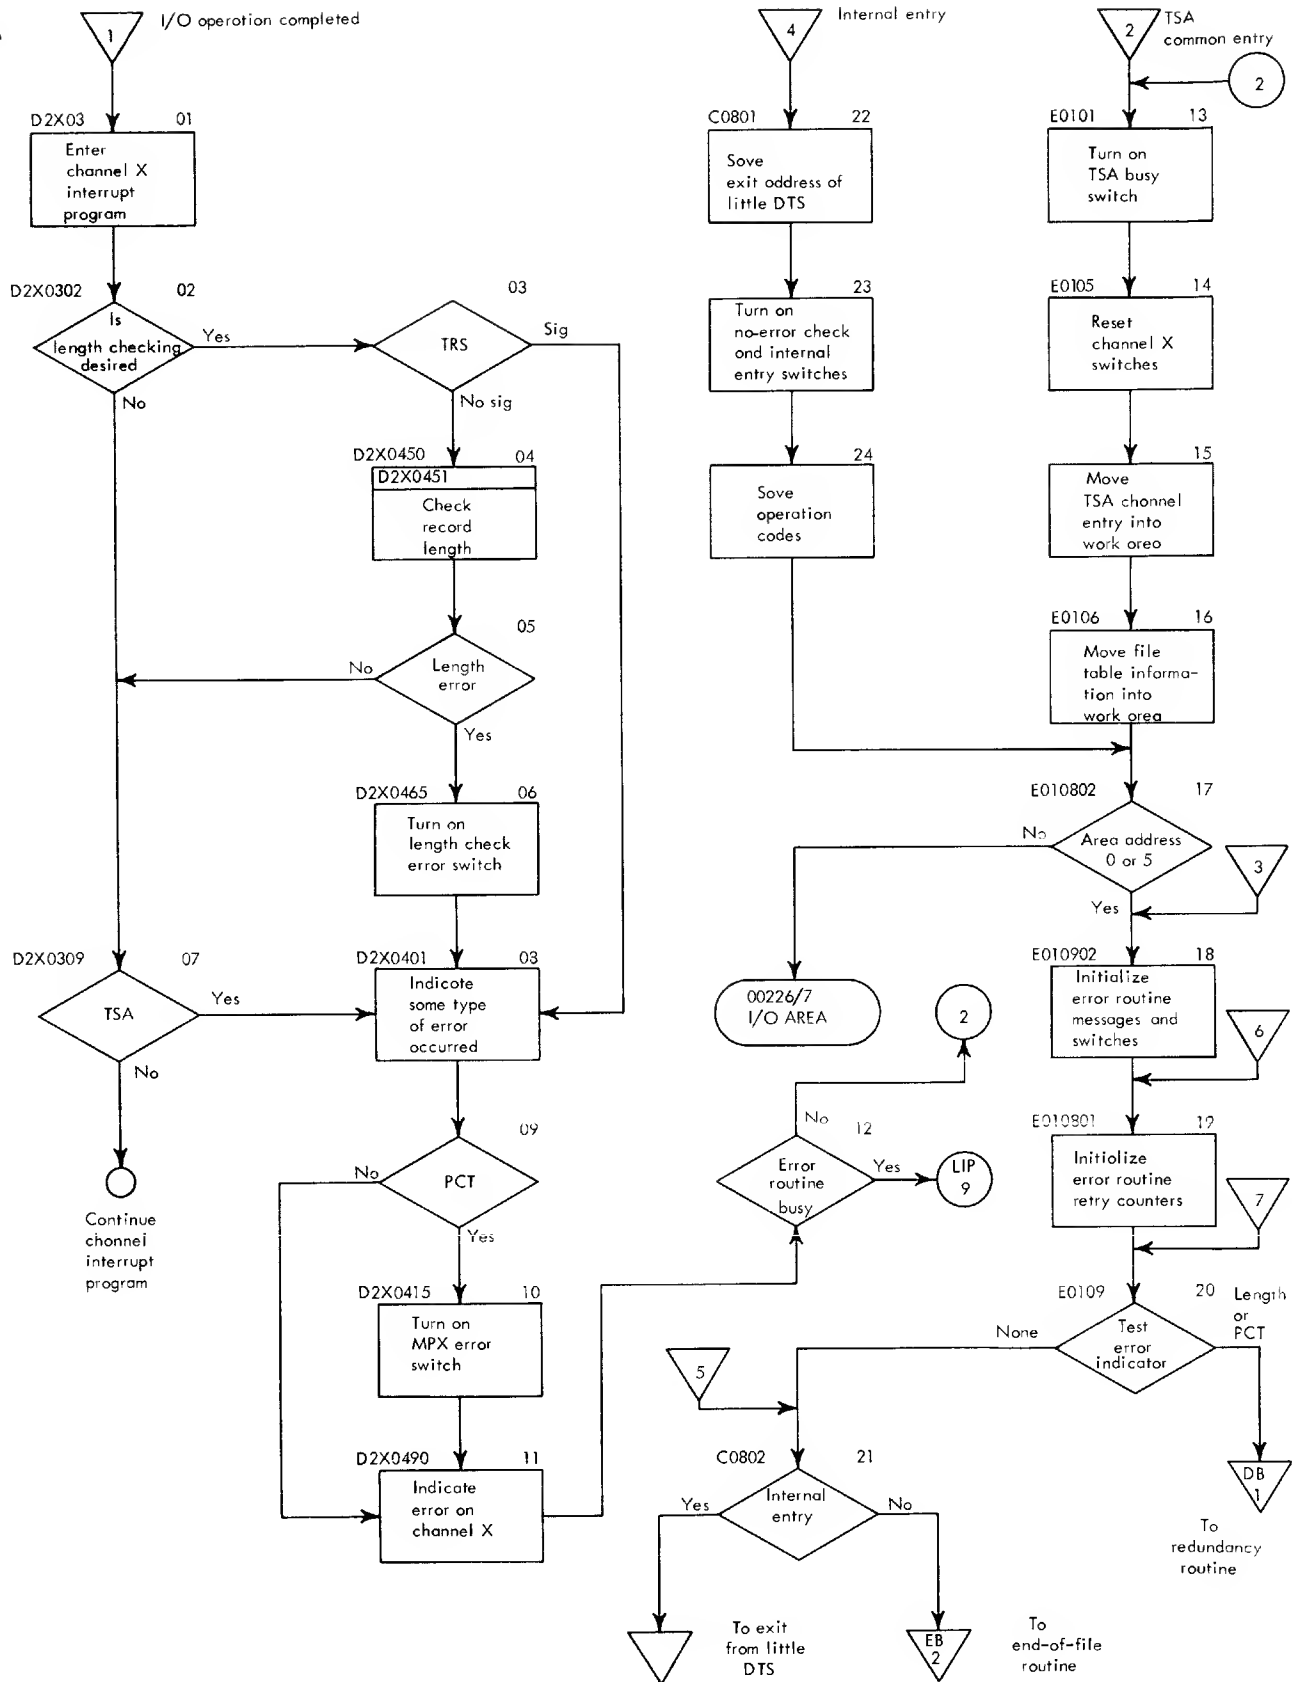 1
I/O operation completed
D2X03 01
Enter
channel X
interrupt
program
D2X0302 02
Is
length checking
desired
Yes
No
03
TRS
Sig
No sig
D2X0450 04
D2X0451
Check
record
length
05
Length
error
No
Yes
D2X0465 06
Turn on
length check
error switch
D2X0309 07
TSA
Yes
No
Continue
chonnel
interrupt
program
D2X0401 08
Indicate
some type
of error
occurred
09
PCT
No
Yes
D2X0415 10
Turn on
MPX error
switch
D2X0490 11
Indicate
error on
channel X
4
Internal entry
C0801 22
Sove
exit address of
little DTS
23
Turn on
no-error check
ond internal
entry switches
24
Sove
operation
codes
2
TSA
common entry
2
E0101 13
Turn on
TSA busy
switch
E0105 14
Reset
channel X
switches
15
Move
TSA chonnel
entry into
work oreo
E0106 16
Move file
table informa-
tion into
work orea
E010802 17
Area address
0 or 5
No
Yes
3
00226/7
I/O AREA
E010902 18
Initialize
error routine
messages and
switches
6
E010801 19
Initiolize
error routine
retry counters
7
2
No
12
Error
routine
busy
Yes
LIP
9
E0109 20
Test
error
indicator
None
Length
or
PCT
DB
1
To
redundancy
routine
5
C0802 21
Internal
entry
Yes
No
To exit
from little
DTS
EB
2
To
end-of-file
routine